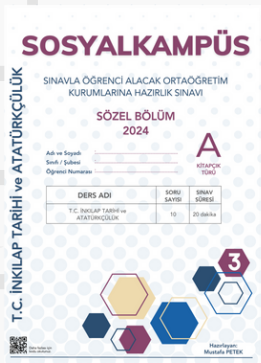 SOSYALKAMPÜS
SINAVLA ÖĞRENCİ ALACAK ORTAÖĞRETİM
KURUMLARINA HAZIRLIK SINAVI
SÖZEL BÖLÜM
2024
Adı ve Soyadı :
Sınıfı / Şubesi :
Öğrenci Numarası :
A
KİTAPÇIK
TÜRÜ
DERS ADI SORU SAYISI SINAV SÜRESİ
T.C. İNKILAP TARİHİ ve ATATÜRKÇÜLÜK 10 20 dakika
T.C. İNKILAP TARİHİ ve ATATÜRKÇÜLÜK
3
Hazırlayan:
Mustafa PETEK